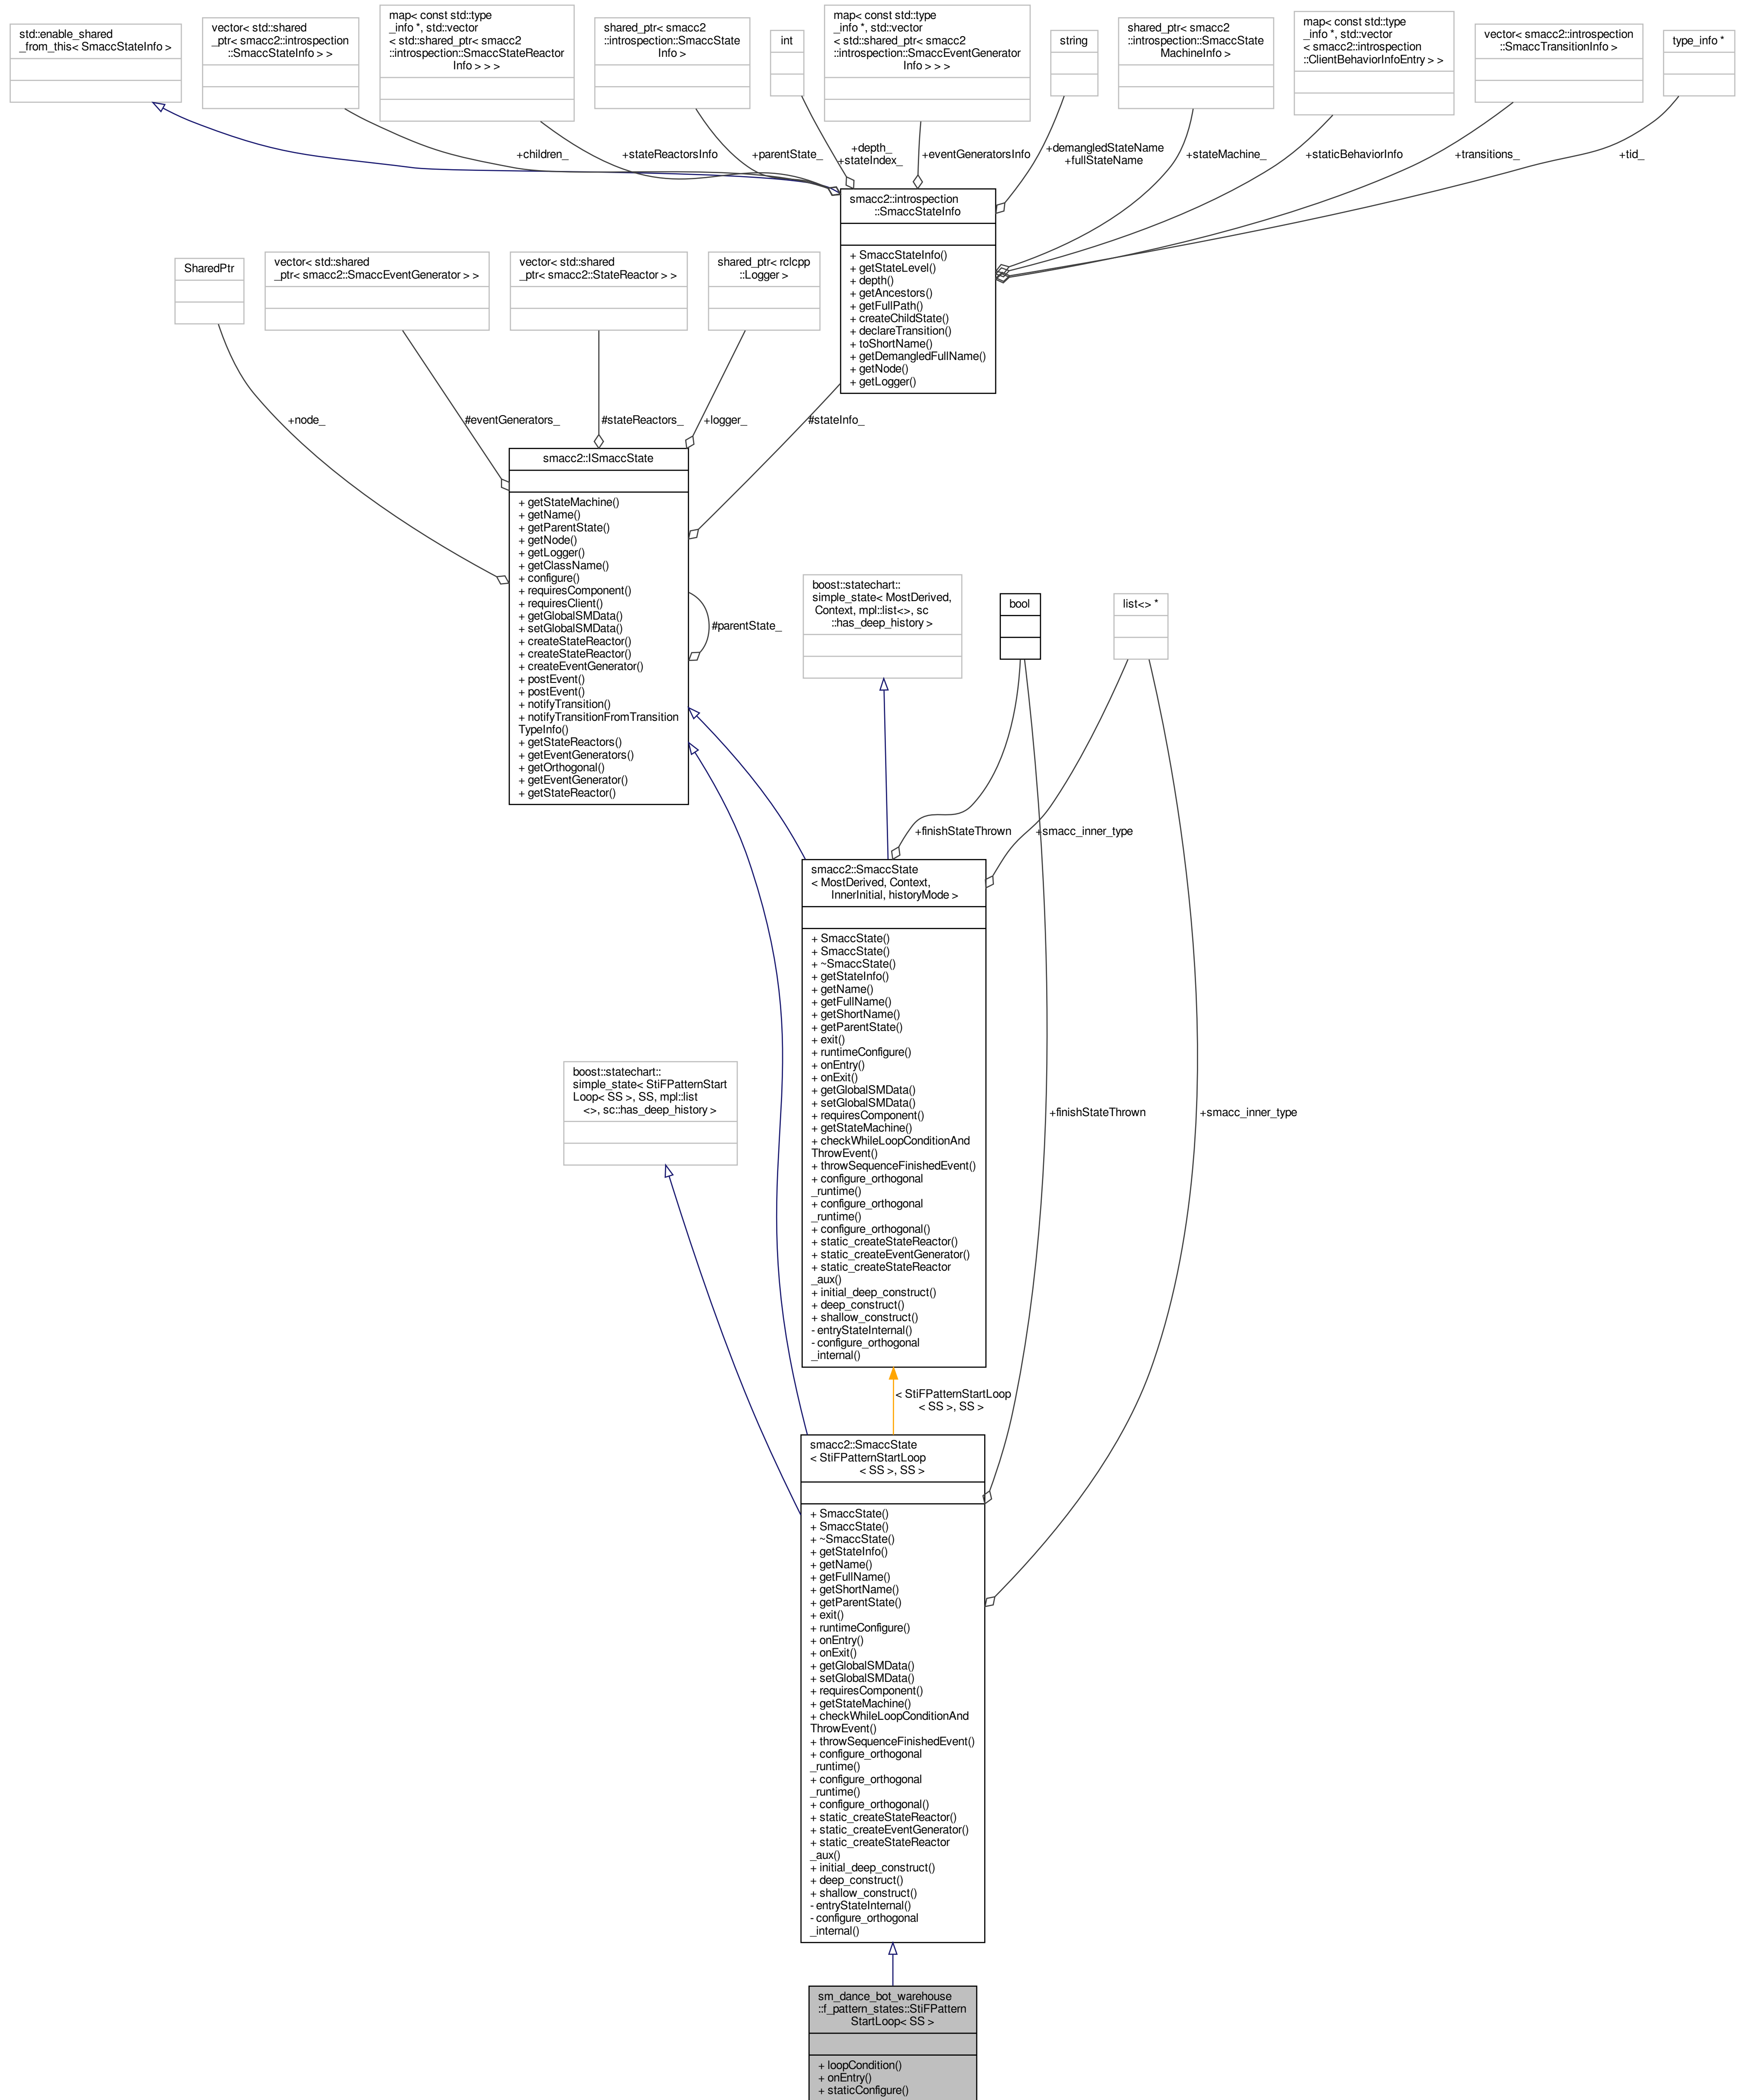 std::enable_shared
_from_this< SmaccStateInfo >
vector< std::shared
_ptr< smacc2::introspection
::SmaccStateInfo > >
map< const std::type
_info *, std::vector
< std::shared_ptr< smacc2
::introspection::SmaccStateReactor
Info > > >
shared_ptr< smacc2
::introspection::SmaccState
Info >
int
map< const std::type
_info *, std::vector
< std::shared_ptr< smacc2
::introspection::SmaccEventGenerator
Info > > >
string
shared_ptr< smacc2
::introspection::SmaccState
MachineInfo >
map< const std::type
_info *, std::vector
< smacc2::introspection
::ClientBehaviorInfoEntry > >
vector< smacc2::introspection
::SmaccTransitionInfo >
type_info *
+children_
+stateReactorsInfo
+parentState_
+depth_
+stateIndex_
+eventGeneratorsInfo
+demangledStateName
+fullStateName
+stateMachine_
+staticBehaviorInfo
+transitions_
+tid_
smacc2::introspection
::SmaccStateInfo
+ SmaccStateInfo()
+ getStateLevel()
+ depth()
+ getAncestors()
+ getFullPath()
+ createChildState()
+ declareTransition()
+ toShortName()
+ getDemangledFullName()
+ getNode()
+ getLogger()
SharedPtr
vector< std::shared
_ptr< smacc2::SmaccEventGenerator > >
vector< std::shared
_ptr< smacc2::StateReactor > >
shared_ptr< rclcpp
::Logger >
+node_
#eventGenerators_
#stateReactors_
+logger_
#stateInfo_
smacc2::ISmaccState
+ getStateMachine()
+ getName()
+ getParentState()
+ getNode()
+ getLogger()
+ getClassName()
+ configure()
+ requiresComponent()
+ requiresClient()
+ getGlobalSMData()
+ setGlobalSMData()
+ createStateReactor()
+ createStateReactor()
+ createEventGenerator()
+ postEvent()
+ postEvent()
+ notifyTransition()
+ notifyTransitionFromTransition
TypeInfo()
+ getStateReactors()
+ getEventGenerators()
+ getOrthogonal()
+ getEventGenerator()
+ getStateReactor()
#parentState_
boost::statechart::
simple_state< MostDerived,
Context, mpl::list<>, sc
::has_deep_history >
bool
list<> *
+finishStateThrown
+smacc_inner_type
smacc2::SmaccState
< MostDerived, Context,
InnerInitial, historyMode >
+ SmaccState()
+ SmaccState()
+ ~SmaccState()
+ getStateInfo()
+ getName()
+ getFullName()
+ getShortName()
+ getParentState()
+ exit()
+ runtimeConfigure()
+ onEntry()
+ onExit()
+ getGlobalSMData()
+ setGlobalSMData()
+ requiresComponent()
+ getStateMachine()
+ checkWhileLoopConditionAnd
ThrowEvent()
+ throwSequenceFinishedEvent()
+ configure_orthogonal
_runtime()
+ configure_orthogonal
_runtime()
+ configure_orthogonal()
+ static_createStateReactor()
+ static_createEventGenerator()
+ static_createStateReactor
_aux()
+ initial_deep_construct()
+ deep_construct()
+ shallow_construct()
- entryStateInternal()
- configure_orthogonal
_internal()
boost::statechart::
simple_state< StiFPatternStart
Loop< SS >, SS, mpl::list
<>, sc::has_deep_history >
+finishStateThrown
+smacc_inner_type
< StiFPatternStartLoop
< SS >, SS >
smacc2::SmaccState
< StiFPatternStartLoop
< SS >, SS >
+ SmaccState()
+ SmaccState()
+ ~SmaccState()
+ getStateInfo()
+ getName()
+ getFullName()
+ getShortName()
+ getParentState()
+ exit()
+ runtimeConfigure()
+ onEntry()
+ onExit()
+ getGlobalSMData()
+ setGlobalSMData()
+ requiresComponent()
+ getStateMachine()
+ checkWhileLoopConditionAnd
ThrowEvent()
+ throwSequenceFinishedEvent()
+ configure_orthogonal
_runtime()
+ configure_orthogonal
_runtime()
+ configure_orthogonal()
+ static_createStateReactor()
+ static_createEventGenerator()
+ static_createStateReactor
_aux()
+ initial_deep_construct()
+ deep_construct()
+ shallow_construct()
- entryStateInternal()
- configure_orthogonal
_internal()
sm_dance_bot_warehouse
::f_pattern_states::StiFPattern
StartLoop< SS >
+ loopCondition()
+ onEntry()
+ staticConfigure()